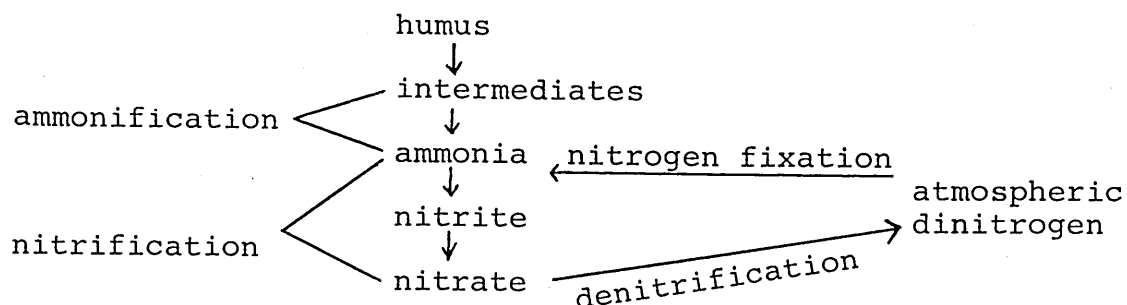 humus
intermediates
ammonification
ammonia
nitrogen fixation
atmospheric
dinitrogen
nitrite
nitrification
nitrate
denitrification